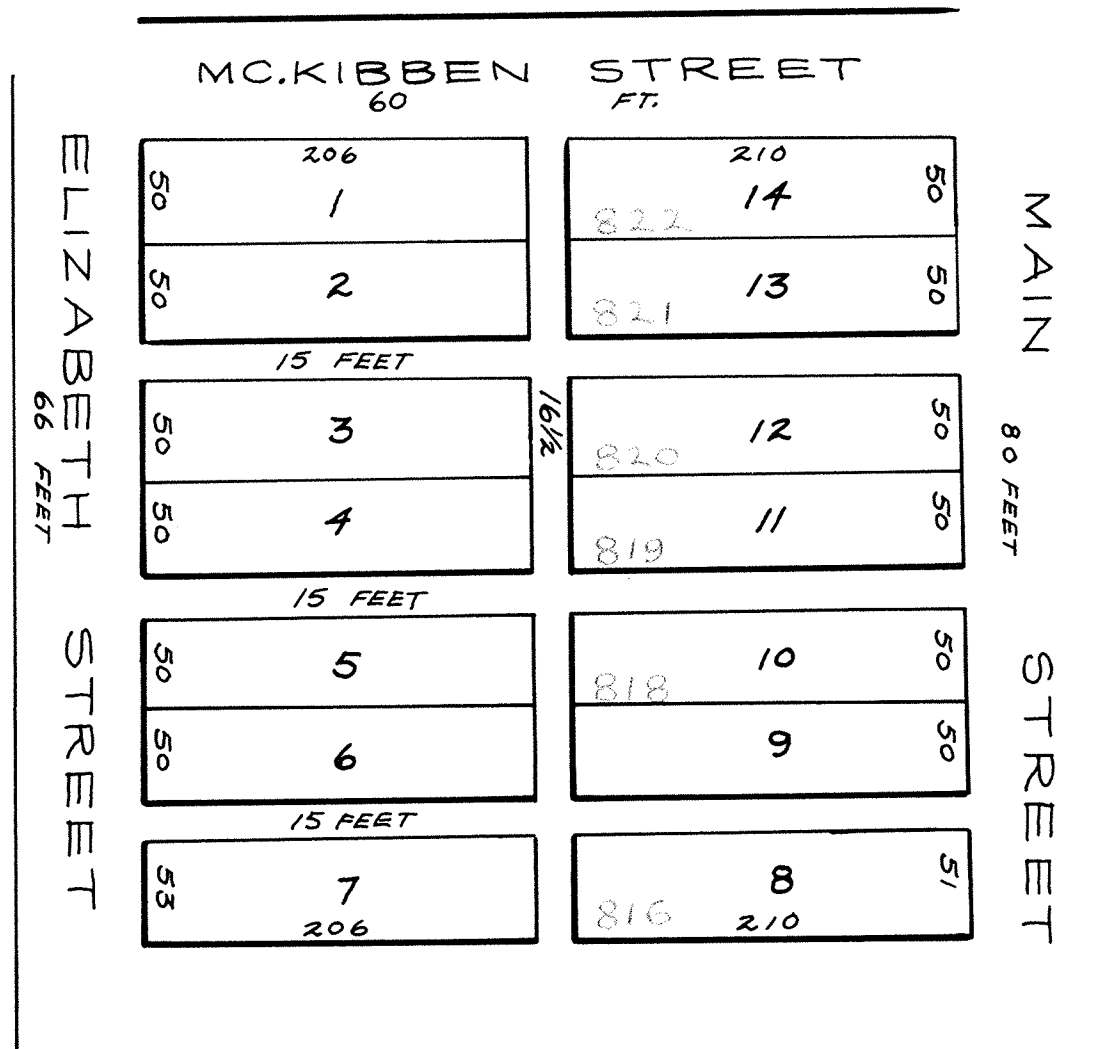 MC.KIBBEN STREET
60 FT.
ELIZABETH STREET
66 FEET
MAIN STREET
80 FEET
206
50 1
50 2
15 FEET
50 3
50 4
15 FEET
50 5
50 6
15 FEET
53 7
206
16½
210
14 50
822
13 50
821
12 50
820
11 50
819
10 50
818
9 50
8 51
816
210